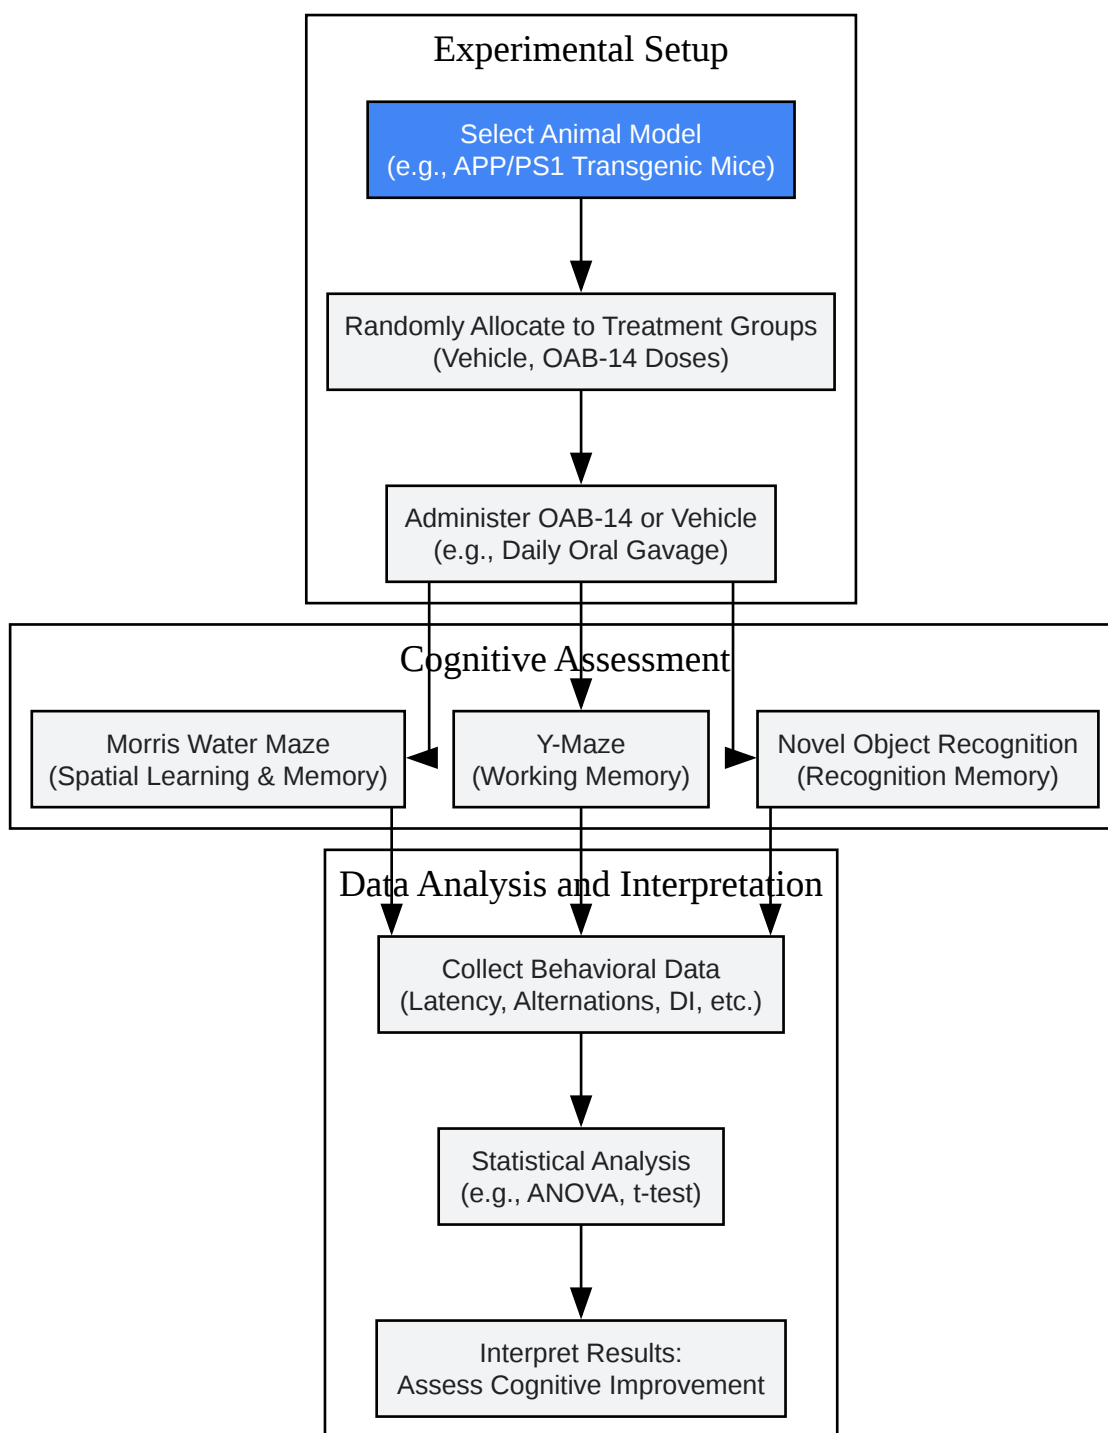 Experimental Setup
Select Animal Model
(e.g., APP/PS1 Transgenic Mice)
Randomly Allocate to Treatment Groups
(Vehicle, OAB-14 Doses)
Administer OAB-14 or Vehicle
(e.g., Daily Oral Gavage)
Cognitive Assessment
Morris Water Maze
(Spatial Learning & Memory)
Y-Maze
(Working Memory)
Novel Object Recognition
(Recognition Memory)
Data Analysis and Interpretation
Collect Behavioral Data
(Latency, Alternations, DI, etc.)
Statistical Analysis
(e.g., ANOVA, t-test)
Interpret Results:
Assess Cognitive Improvement